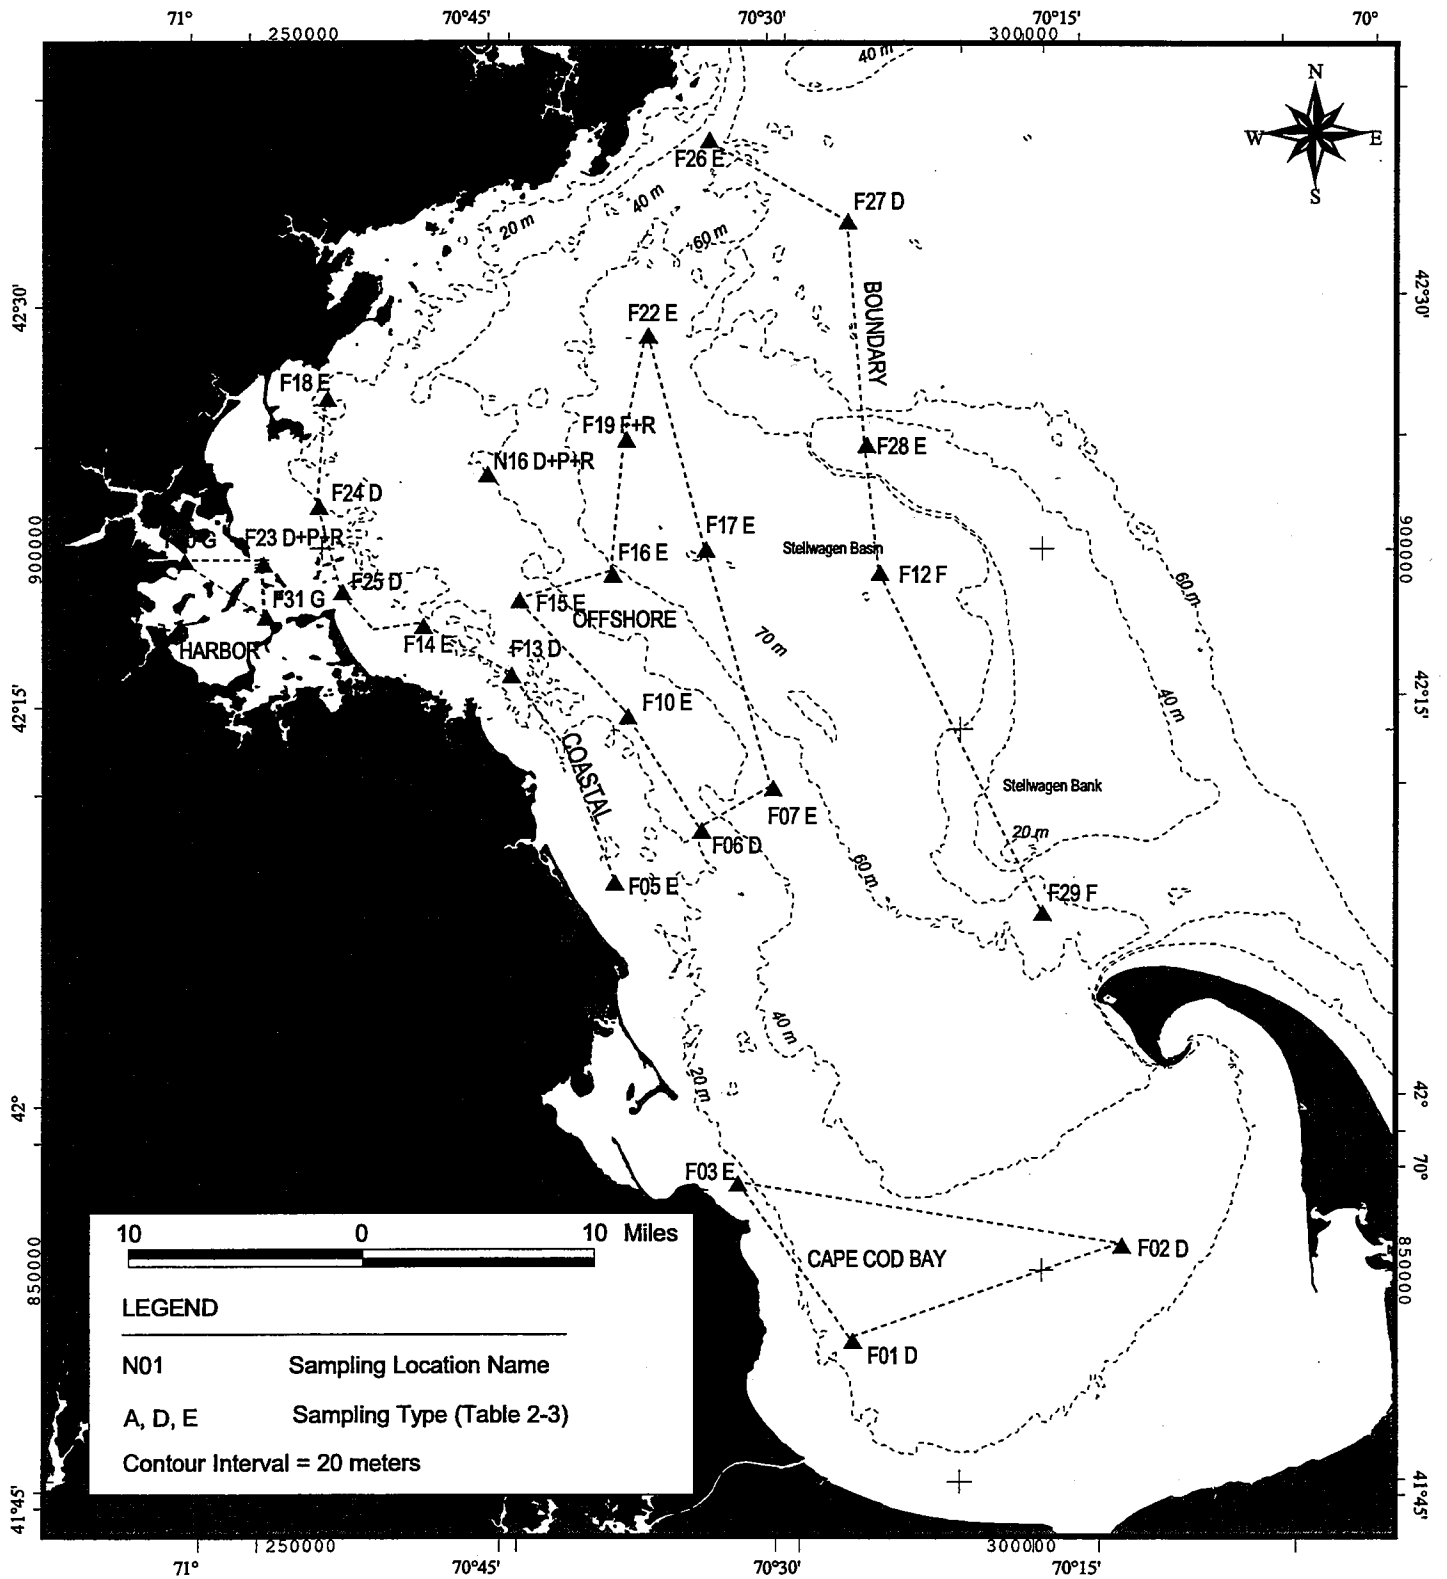 71°
70°45'
70°30'
70°15'
70°
250000
300000
40 m
N
W
E
S
F26 E
40 m
20 m
60 m
F27 D
42°30'
42°30'
BOUNDARY
F22 E
F18 E
F19 F+R
F28 E
N16 D+P+R
F24 D
F23 D+P+R
G
F17 E
Stellwagen Basin
900000
900000
F16 E
F12 F
60 m
F25 D
F31 G
F15 E
OFFSHORE
F14 E
F13 D
HARBOR
70 m
F10 E
40 m
42°15'
42°15'
COASTAL
Stellwagen Bank
F07 E
20 m
F06 D
60 m
F05 E
F29 F
40 m
20 m
42°
42°
F03 E
70°
10
0
10
Miles
F02 D
CAPE COD BAY
850000
850000
LEGEND
F01 D
N01
Sampling Location Name
A, D, E
Sampling Type (Table 2-3)
Contour Interval = 20 meters
41°45'
41°45'
250000
300000
71°
70°45'
70°30'
70°15'